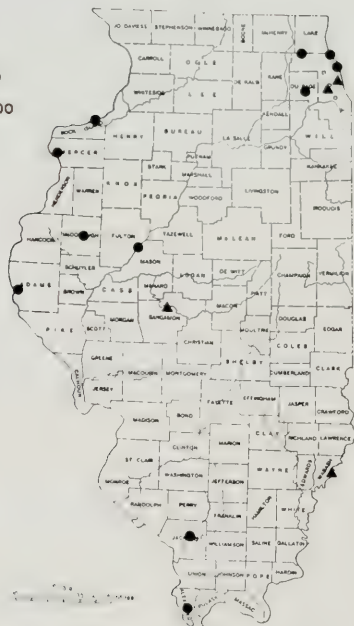 JO DAVIESS STEPHENSON WINNEBAGO BOONE McHENRY LAKE
CARROLL OGLE
DE KALB KANE
WHITESIDE LEE DU PAGE
KENDALL WILL
ROCK ISLAND HENRY BUREAU LA SALLE GRUNDY
MERCER PUTNAM KANKAKEE
STARK MARSHALL
HENDERSON WARREN KNOX PEORIA WOODFORD LIVINGSTON
IROQUOIS
HANCOCK McDONOUGH FULTON TAZEWELL McLEAN FORD
SCHUYLER MASON
LOGAN DE WITT CHAMPAIGN VERMILION
ADAMS BROWN CASS MENARD PIATT
MACON DOUGLAS
MORGAN SANGAMON EDGAR
PIKE SCOTT MOULTRIE COLES
CHRISTIAN
GREENE SHELBY CUMBERLAND CLARK
CALHOUN MACOUPIN MONTGOMERY
JERSEY FAYETTE EFFINGHAM JASPER
CRAWFORD
BOND
MADISON CLAY RICHLAND LAWRENCE
MARION
CLINTON
ST. CLAIR WAYNE EDWARDS WABASH
WASHINGTON JEFFERSON
MONROE
RANDOLPH PERRY HAMILTON WHITE
FRANKLIN
WILLIAMSON SALINE GALLATIN
UNION JOHNSON POPE HARDIN
MASSAC